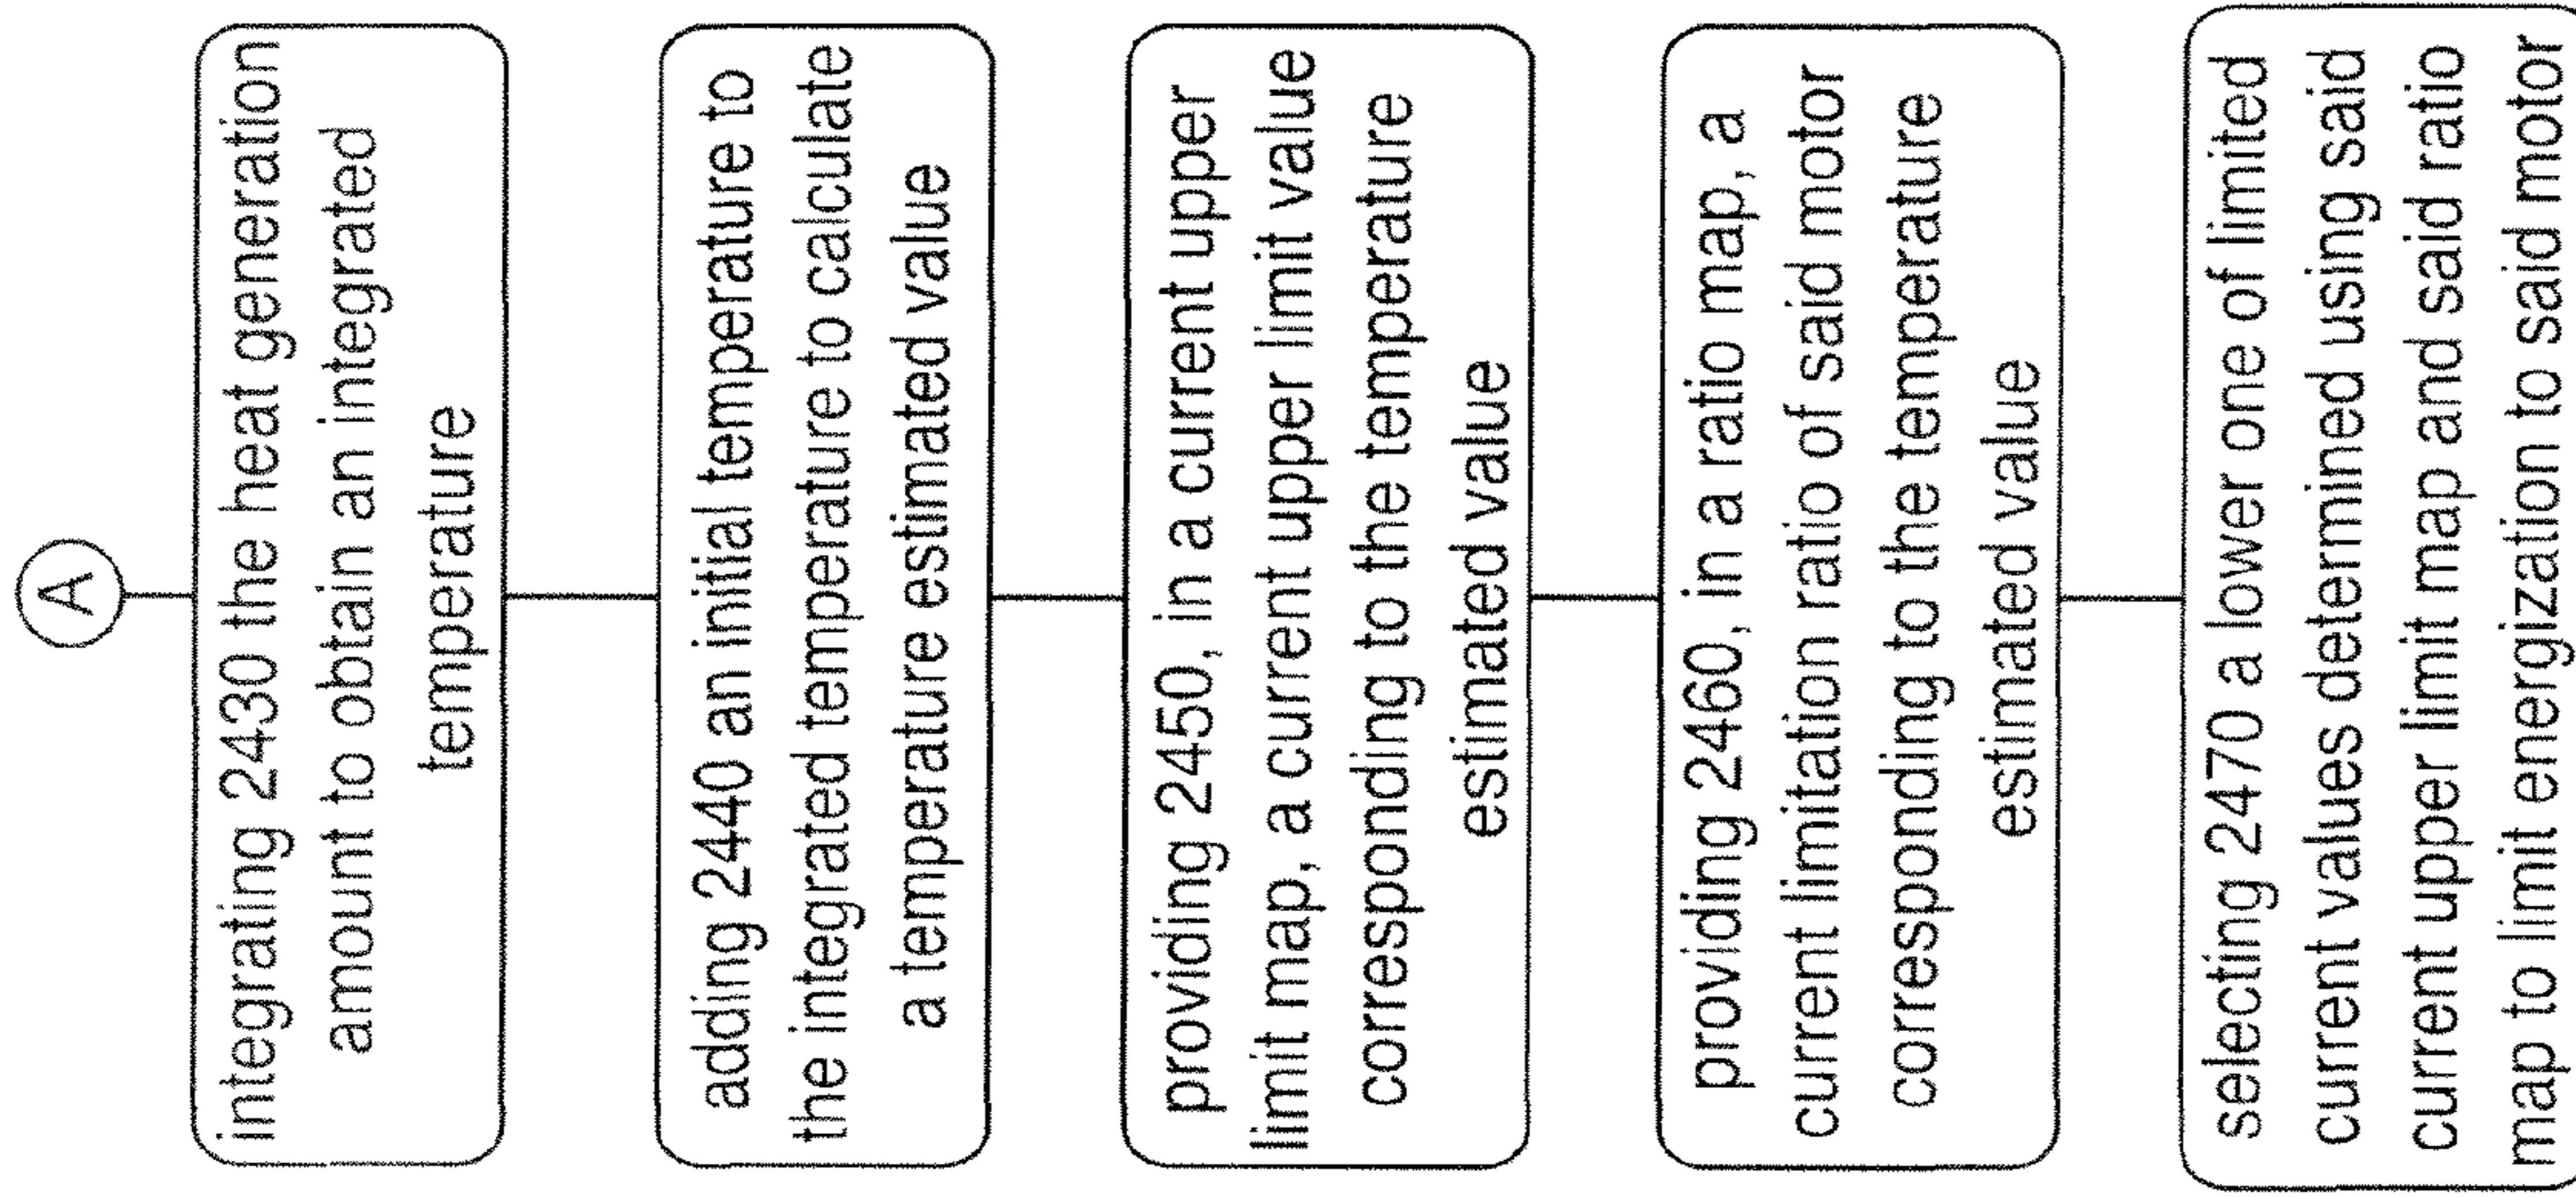 A
integrating 2430 the heat generation
amount to obtain an integrated
temperature
adding 2440 an initial temperature to
the integrated temperature to calculate
a temperature estimated value
providing 2450, in a current upper
limit map, a current upper limit value
corresponding to the temperature
estimated value
providing 2460, in a ratio map, a
current limitation ratio of said motor
corresponding to the temperature
estimated value
selecting 2470 a lower one of limited
current values determined using said
current upper limit map and said ratio
map to limit energization to said motor